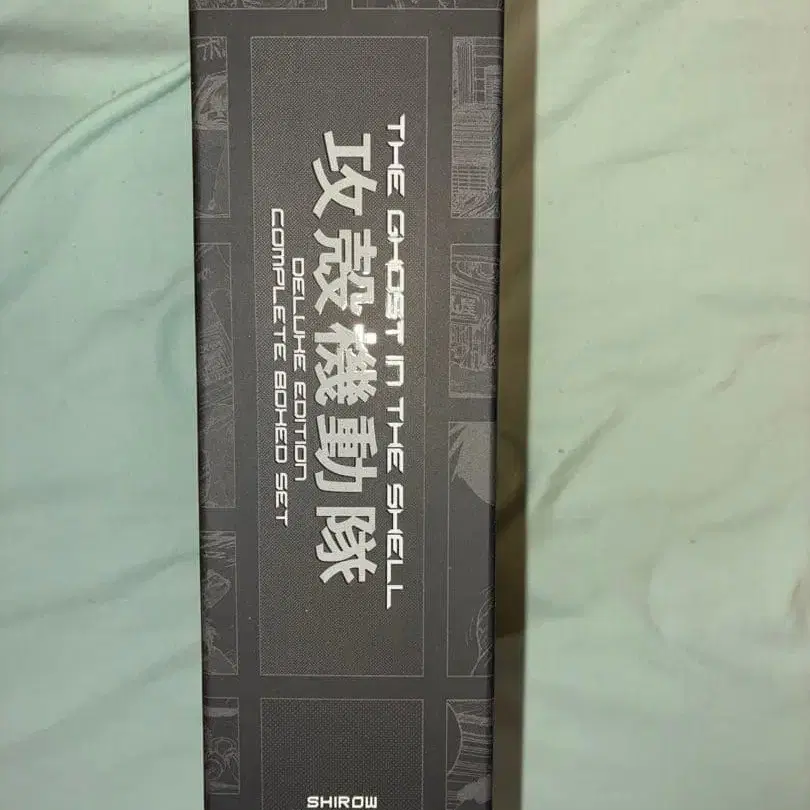 THE GHOST IN THE SHELL
攻殻機動隊
DELUXE EDITION
COMPLETE BOXED SET
SHIROW